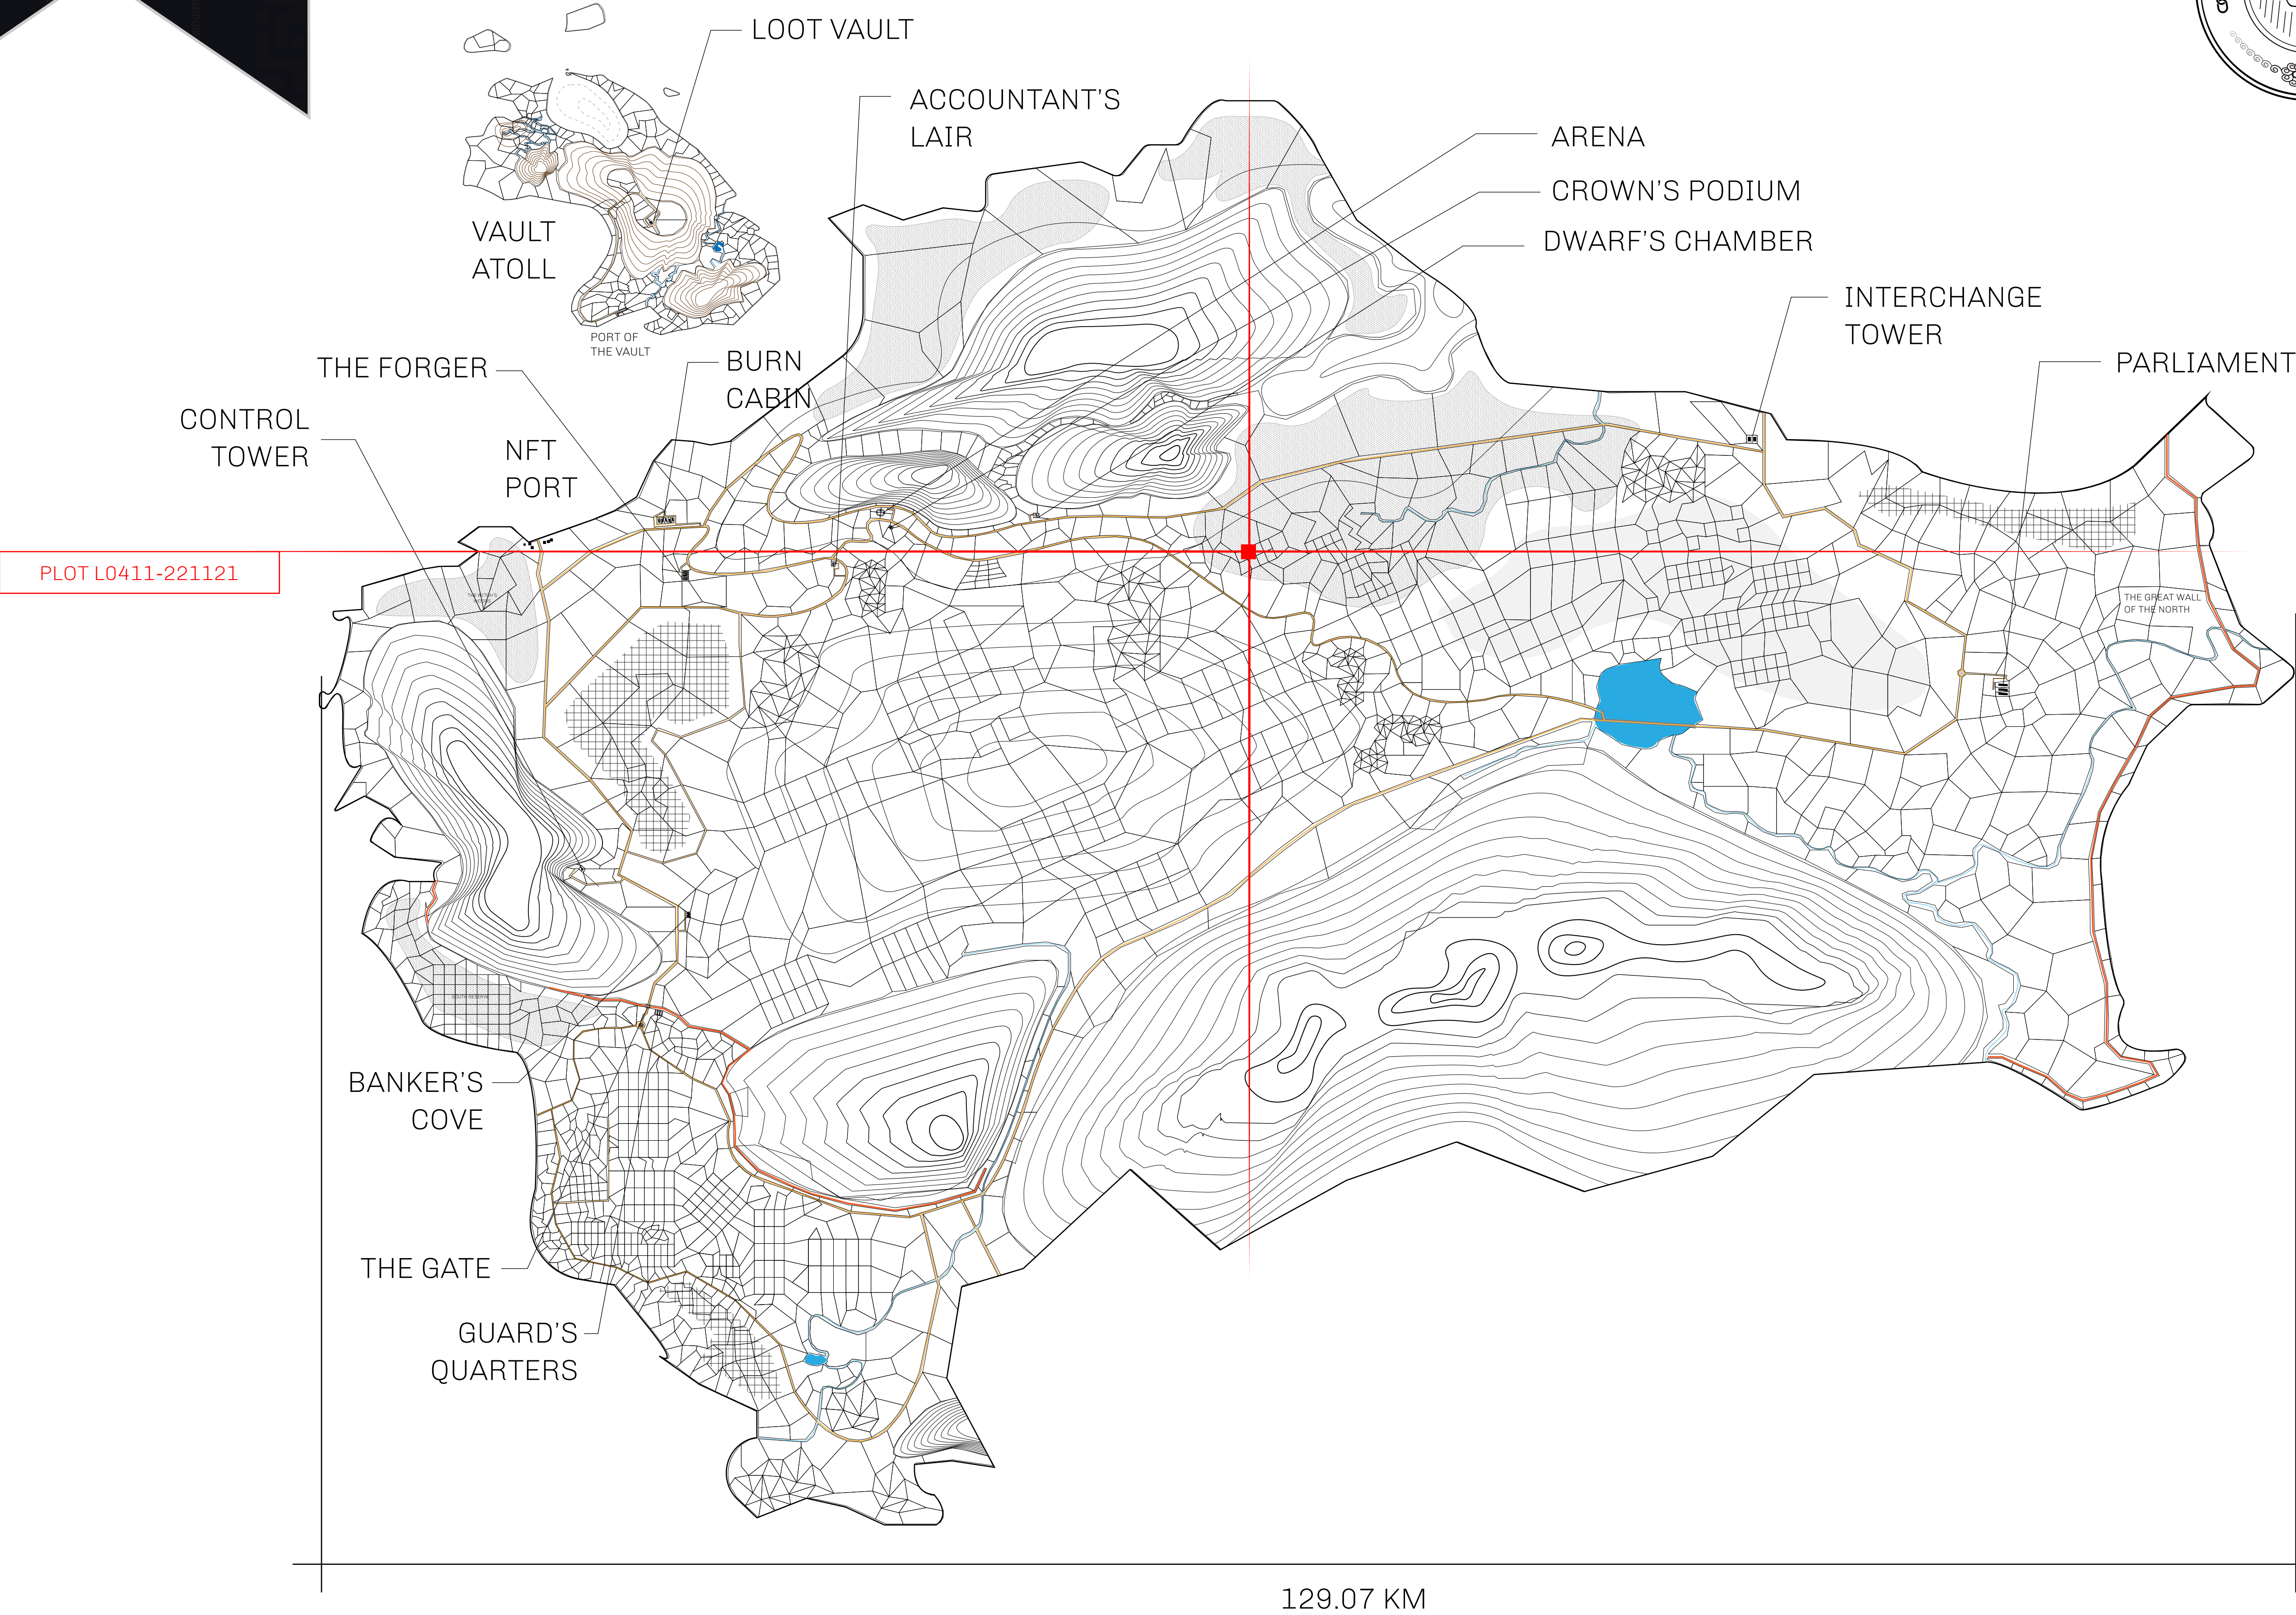 LOOT VAULT
ACCOUNTANT'S
LAIR
ARENA
CROWN'S PODIUM
DWARF'S CHAMBER
VAULT
ATOLL
INTERCHANGE
TOWER
PORT OF
THE VAULT
PARLIAMENT
THE FORGER
BURN
CABIN
CONTROL
TOWER
NFT
PORT
PLOT L0411-221121
THE GREAT WALL
OF THE NORTH
SOUTH RESERVE
BANKER'S
COVE
THE GATE
GUARD'S
QUARTERS
129.07 KM